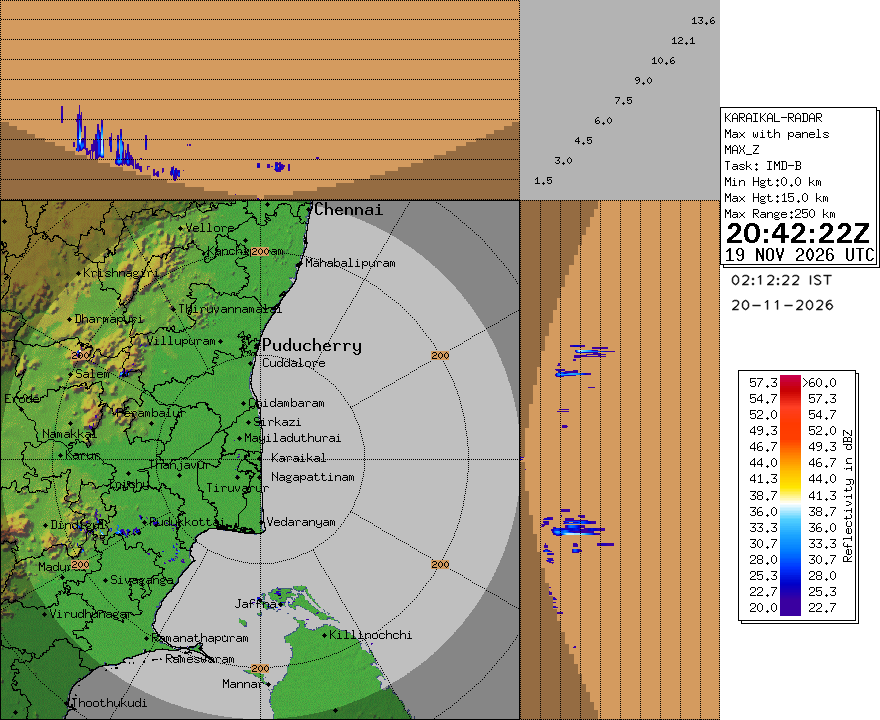 13.6
12.1
10.6
9.0
7.5
6.0
4.5
3.0
1.5
KARAIKAL-RADAR
Max with panels
MAX_Z
Task: IMD-B
Min Hgt:0.0 km
Max Hgt:15.0 km
Max Range:250 km
20:42:22Z
19 NOV 2026 UTC
02:12:22 IST
20-11-2026
Chennai
Vellore
200
Mahabalipuram
Krishnagiri
Thiruvannamalai
Dharmapuri
Villupuram
Puducherry
200
200
Cuddalore
Salem
Chidambaram
Perambalur
Sirkazi
Namakkal
Mayiladuthurai
Karur
Karaikal
Thanjavur
Nagapattinam
Tiruvarur
Dindigul
Pudukkottai
Vedaranyam
200
200
Sivaganga
Jaffna
Virudhunagar
Killinochchi
Ramanathapuram
Rameswaram
200
Mannar
Thoothukudi
57.3 >60.0
54.7 57.3
52.0 54.7
49.3 52.0
46.7 49.3
44.0 46.7
41.3 44.0
38.7 41.3
36.0 38.7
33.3 36.0
30.7 33.3
28.0 30.7
25.3 28.0
22.7 25.3
20.0 22.7
Reflectivity in dBZ